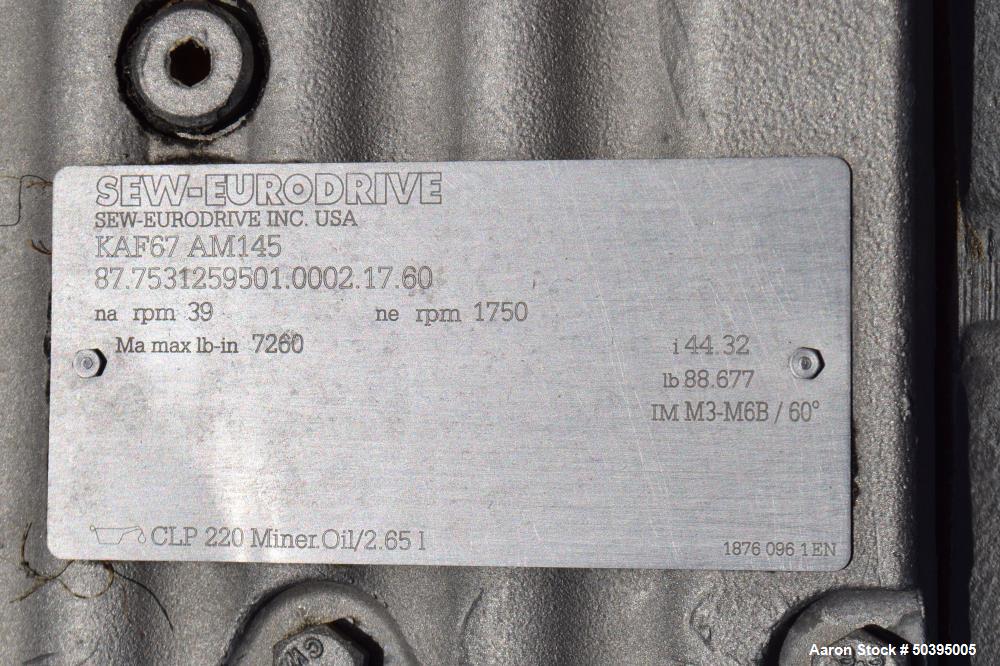 SEW-EURODRIVE
SEW-EURODRIVE INC. USA
KAF67 AM145
87.7531259501.0002.17.60
na rpm 39 ne rpm 1750
Ma max lb-in 7260 i 44.32
lb 88.677
IM M3-M6B / 60°
CLP 220 Miner.Oil/2.65 l
1876 096 1 EN
Aaron Stock # 50395005